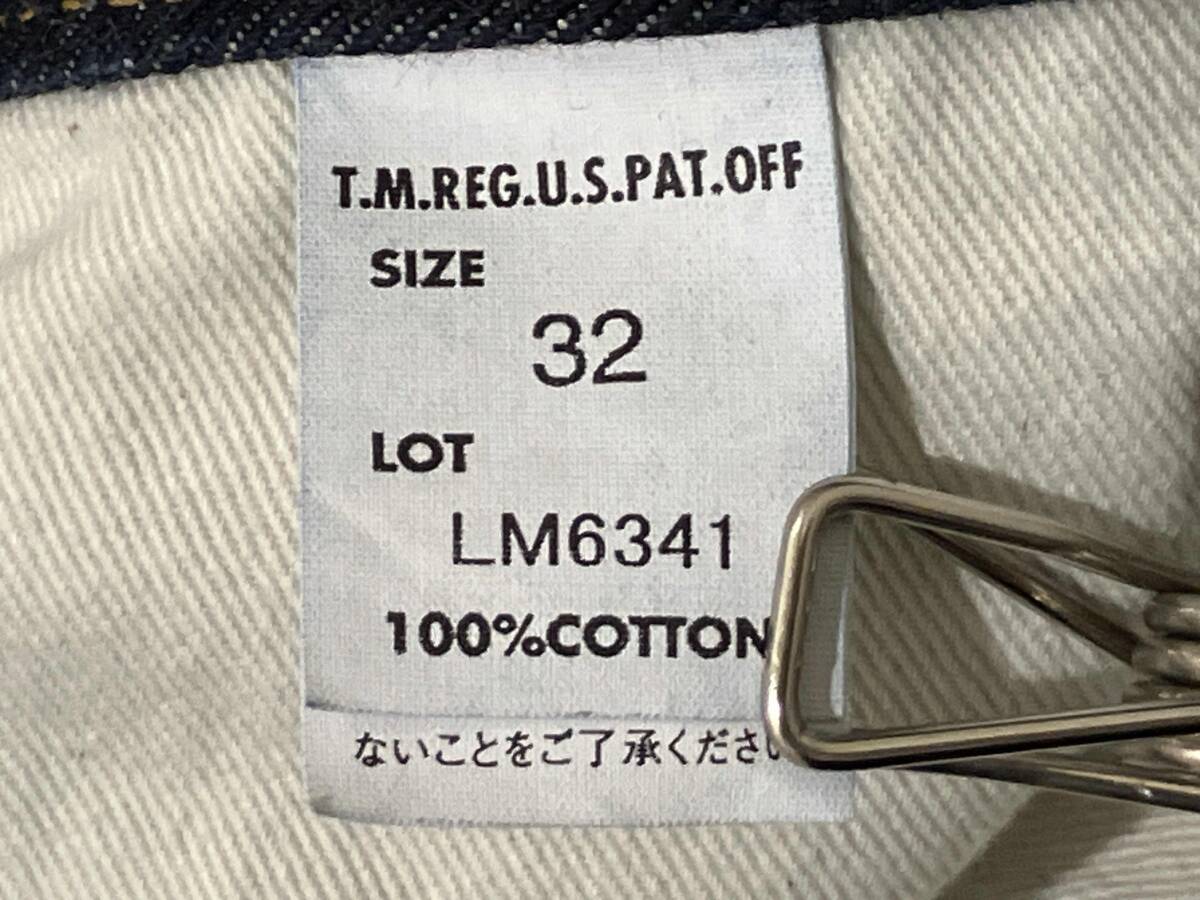 T.M.REG.U.S.PAT.OFF
SIZE
32
LOT
LM6341
100%COTTON
ないことをご了承ください